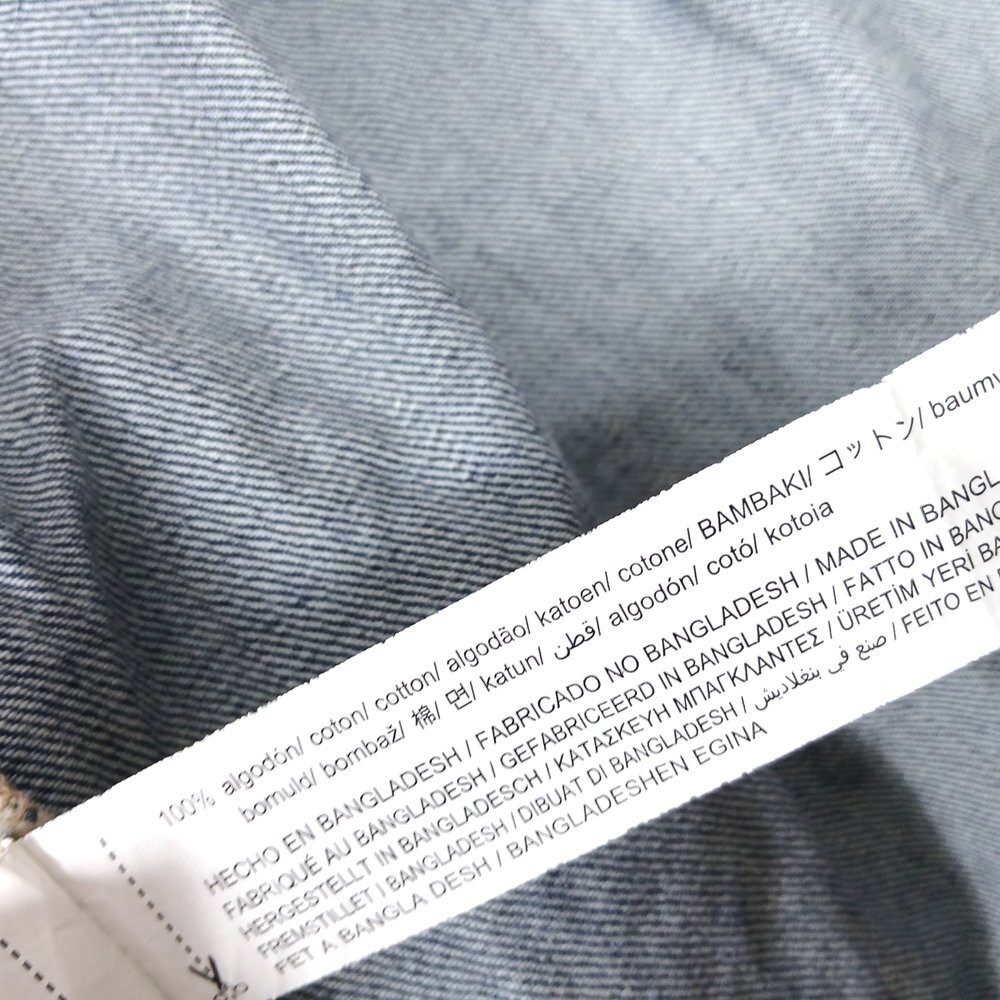 100% algodón/ coton/ cotton/ algodão/ katoen/ cotone/ BAMBAKI/ コットン/ baumw
bomuld/ bombaž/ 棉/ 면/ katun/ قطن/ algodón/ cotó/ kotoia
HECHO EN BANGLADESH / FABRICADO NO BANGLADESH / MADE IN BANGL
FABRIQUÉ AU BANGLADESH / GEFABRICEERD IN BANGLADESH / FATTO IN BANG
HERGESTELLT IN BANGLADESCH / ΚΑΤΑΣΚΕΥΗ ΜΠΑΓΚΛΑΝΤΕΣ / ÜRETİM YERİ BA
FREMSTILLET I BANGLADESH / DIBUAT DI BANGLADESH / صنع في بنغلاديش / FEITO EN
FET A BANGLA DESH / BANGLADESHEN EGINA